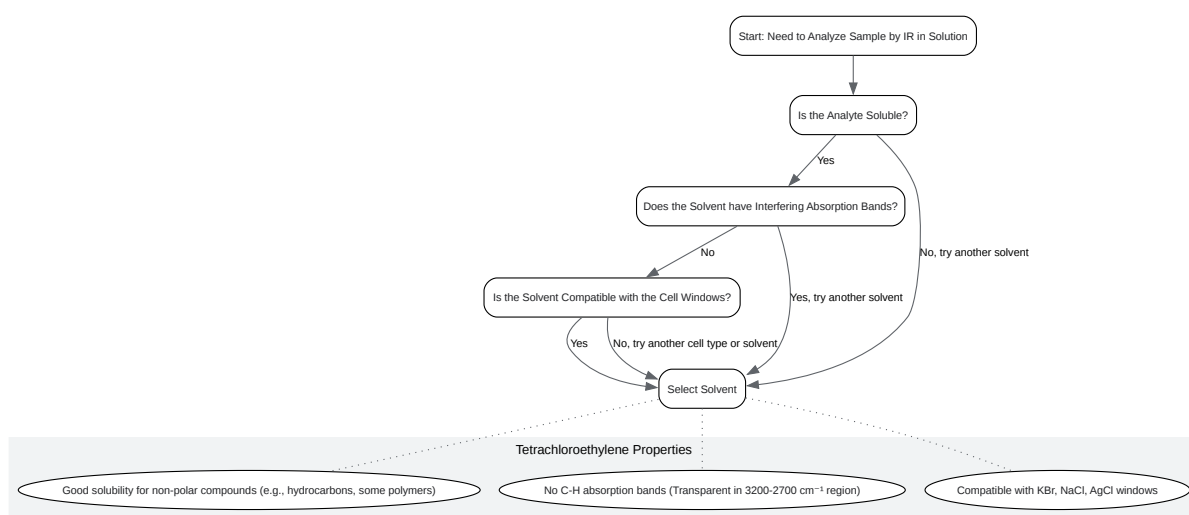 Start: Need to Analyze Sample by IR in Solution
Is the Analyte Soluble?
Yes
Does the Solvent have Interfering Absorption Bands?
No
No, try another solvent
Is the Solvent Compatible with the Cell Windows?
Yes, try another solvent
Yes
No, try another cell type or solvent
Select Solvent
Tetrachloroethylene Properties
Good solubility for non-polar compounds (e.g., hydrocarbons, some polymers)
No C-H absorption bands (Transparent in 3200-2700 cm⁻¹ region)
Compatible with KBr, NaCl, AgCl windows